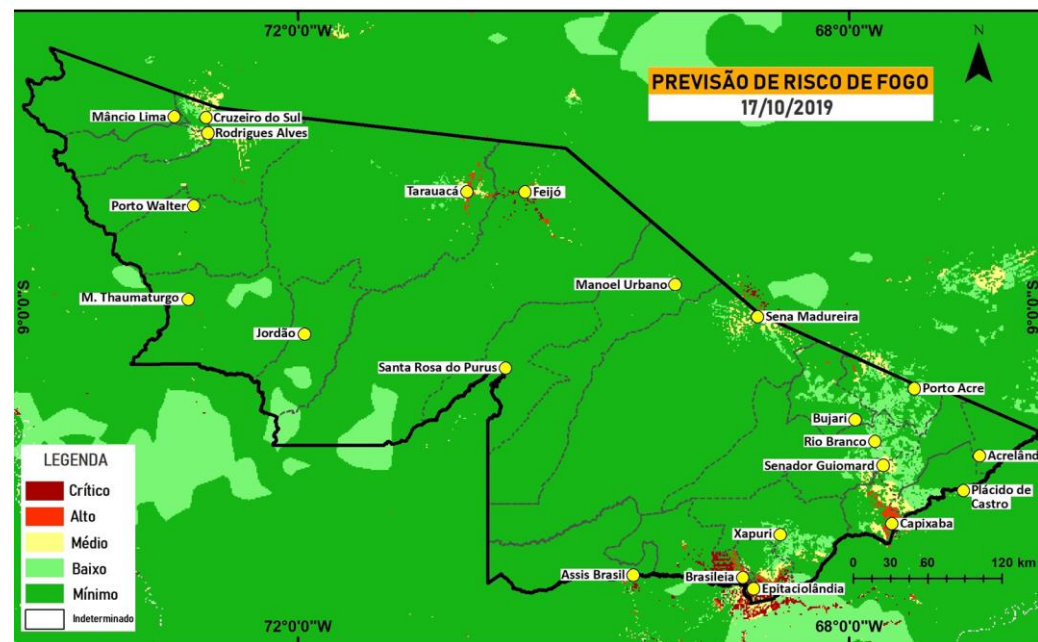 72°0'0"W
68°0'0"W
N
PREVISÃO DE RISCO DE FOGO
17/10/2019
Mâncio Lima
Cruzeiro do Sul
Rodrigues Alves
Tarauacá
Feijó
Porto Walter
Manoel Urbano
M. Thaumaturgo
9°0'0"S
9°0'0"S
Sena Madureira
Jordão
Santa Rosa do Purus
Porto Acre
Bujari
Rio Branco
Acrelând
Senador Guiomard
Plácido de
Castro
Capixaba
Xapuri
Assis Brasil
Brasileia
Epitaciolândia
LEGENDA
Crítico
Alto
Médio
Baixo
Mínimo
Indeterminado
0 30 60 120 km
72°0'0"W
68°0'0"W